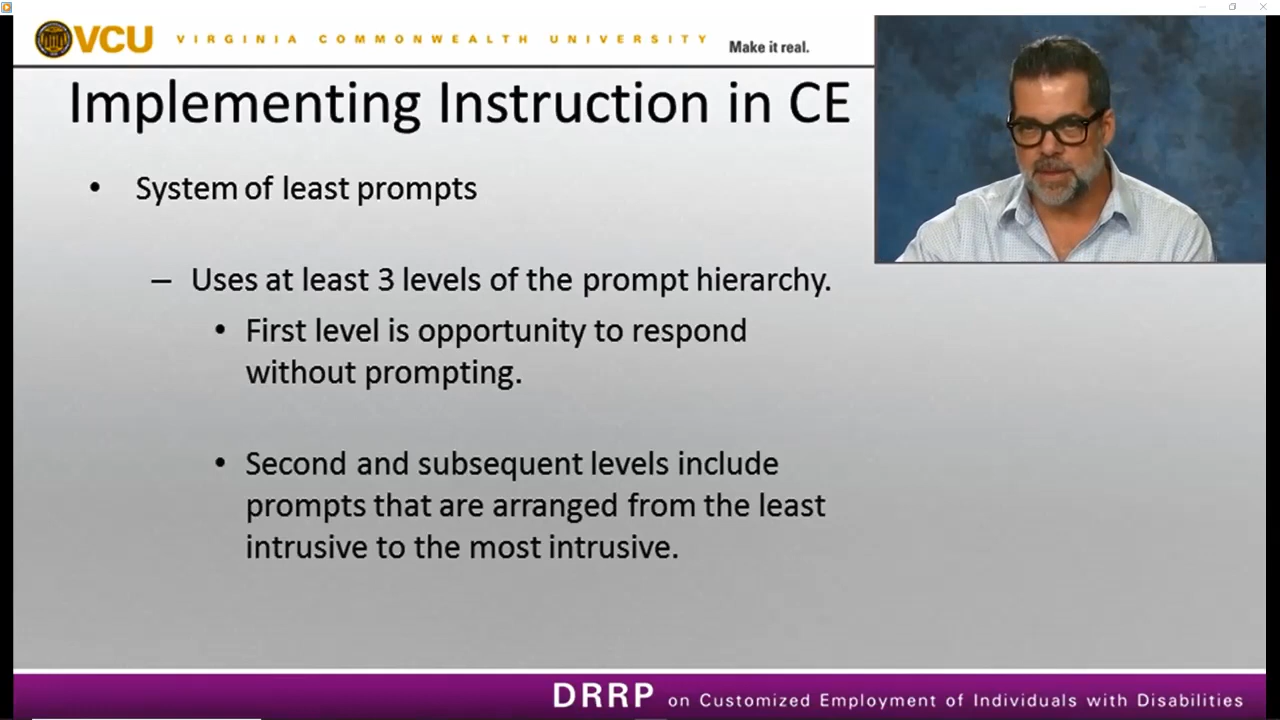 VCU VIRGINIA COMMONWEALTH UNIVERSITY Make it real.
Implementing Instruction in CE
• System of least prompts
– Uses at least 3 levels of the prompt hierarchy.
• First level is opportunity to respond
without prompting.
• Second and subsequent levels include
prompts that are arranged from the least
intrusive to the most intrusive.
DRRP on Customized Employment of Individuals with Disabilities